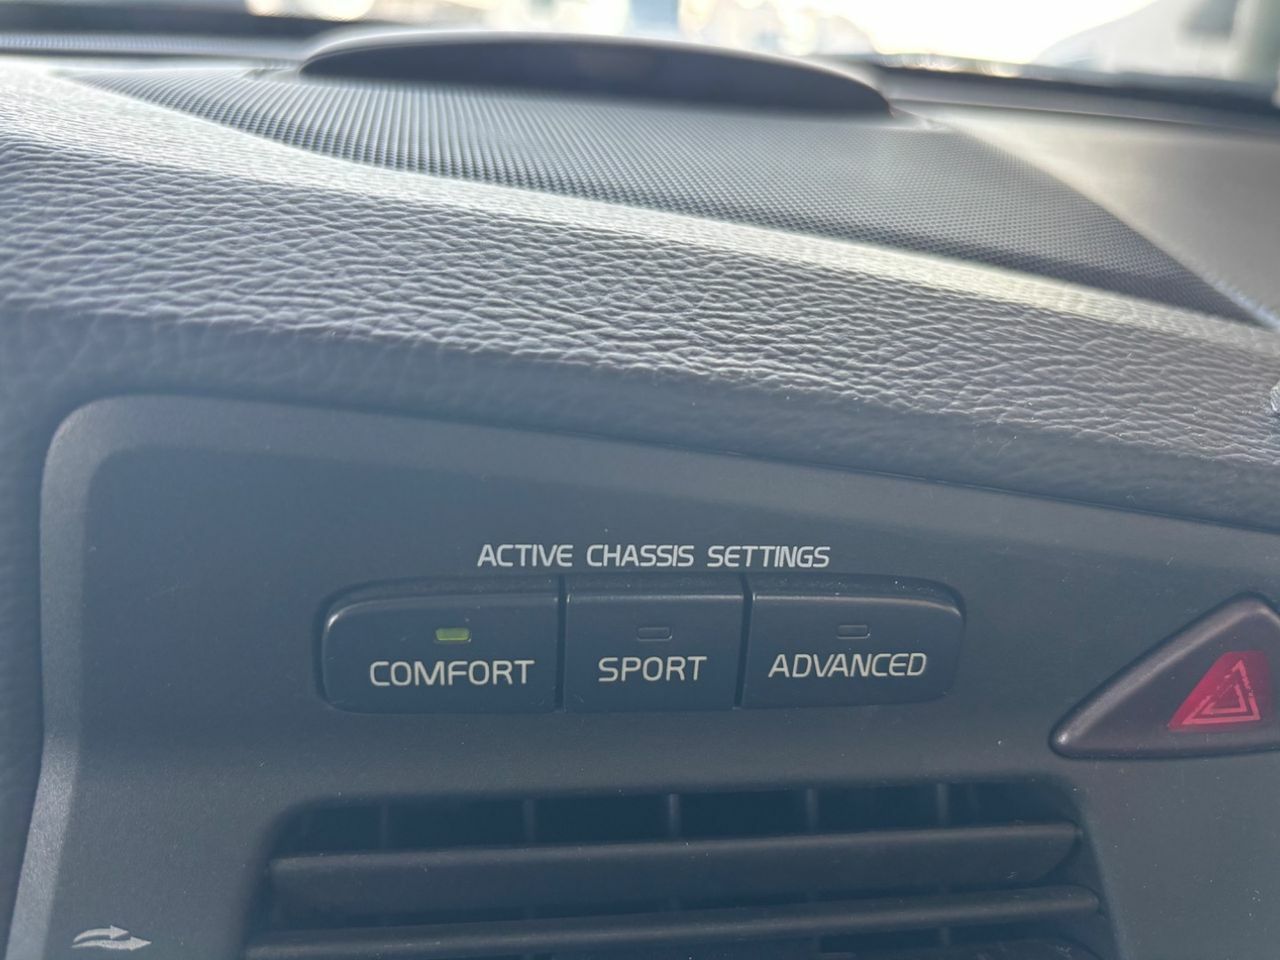 ACTIVE CHASSIS SETTINGS
COMFORT SPORT ADVANCED